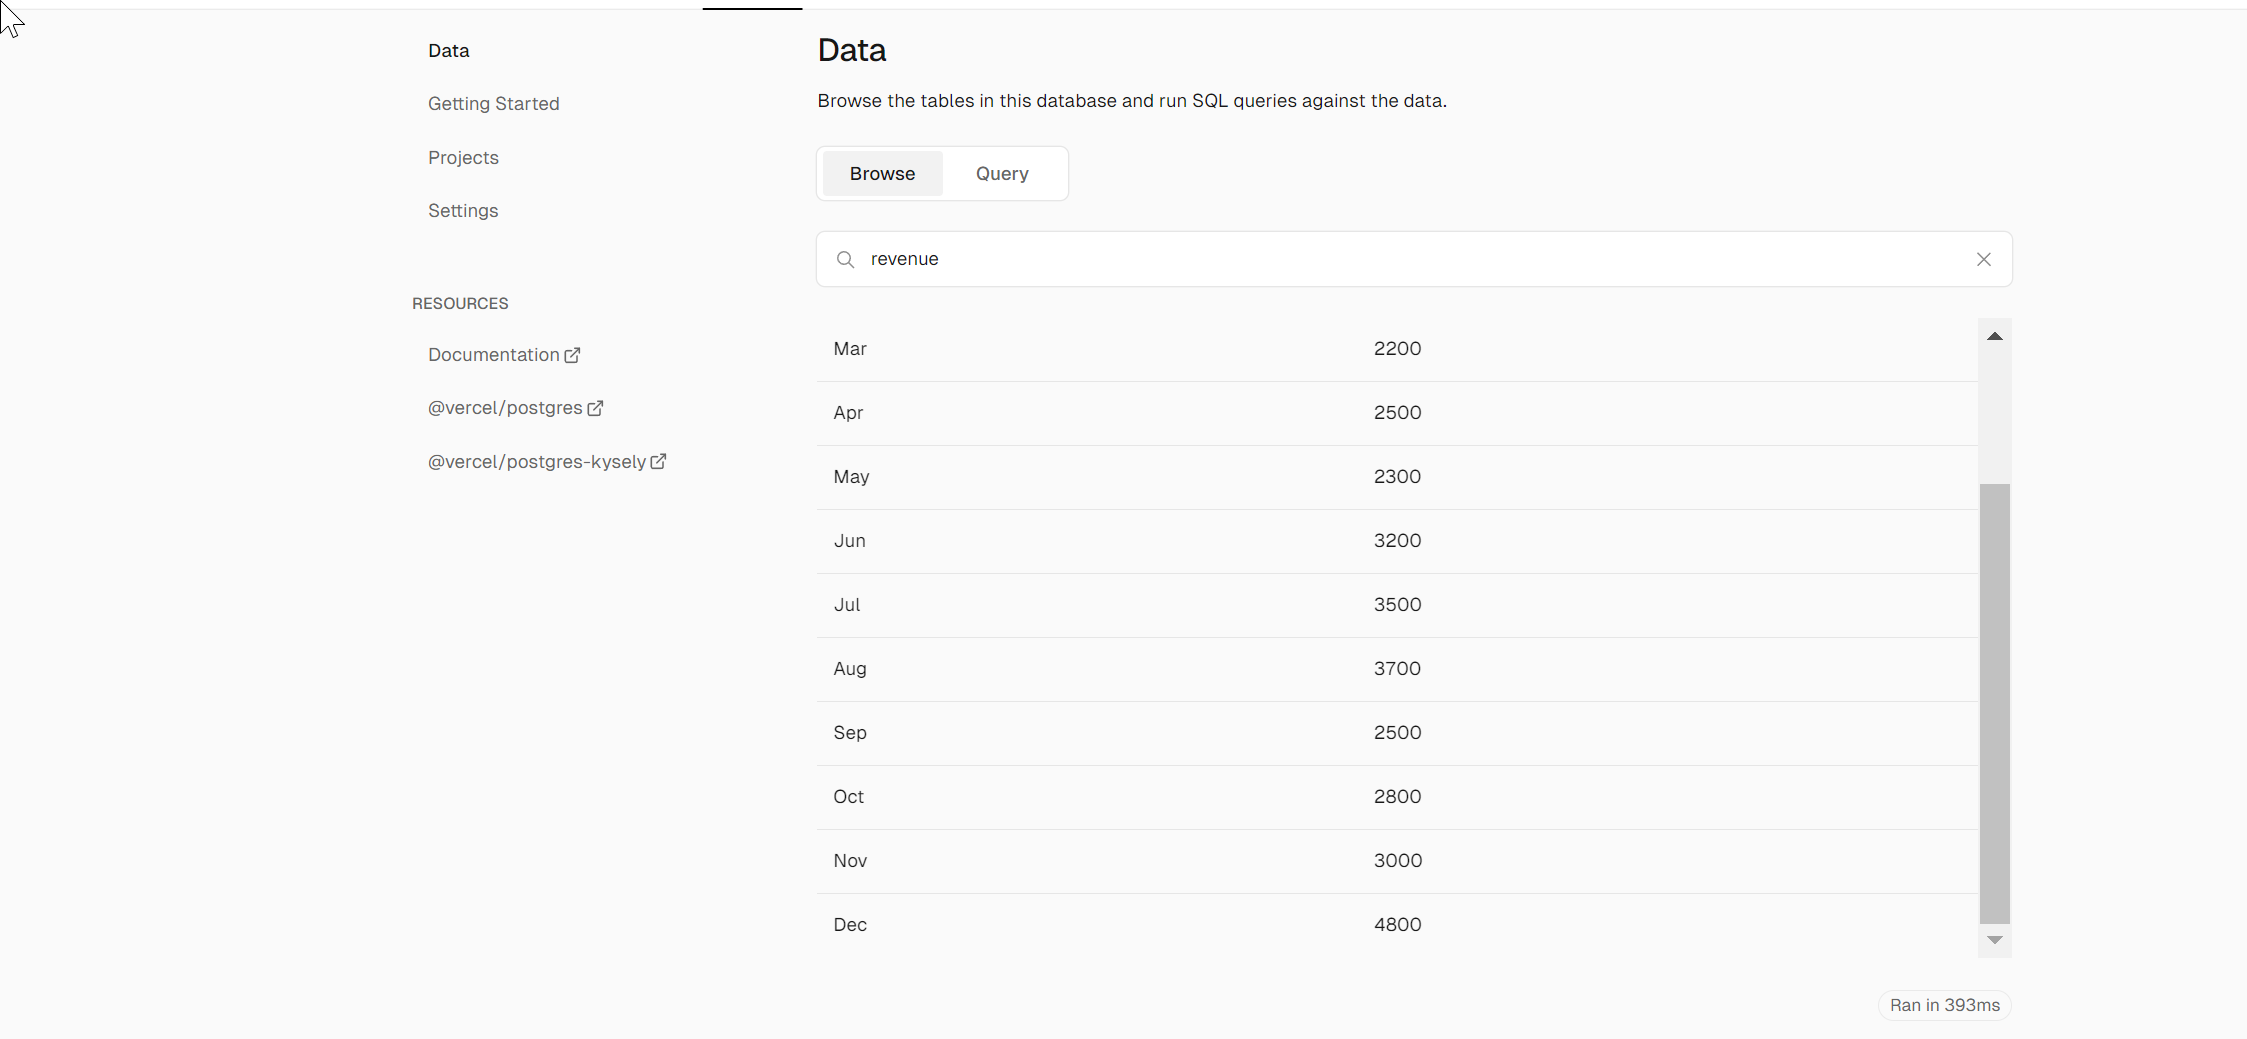 Data
Getting Started
Projects
Settings
RESOURCES
Documentation
@vercel/postgres
@vercel/postgres-kysely
Data
Browse the tables in this database and run SQL queries against the data.
Browse Query
revenue
Mar 2200
Apr 2500
May 2300
Jun 3200
Jul 3500
Aug 3700
Sep 2500
Oct 2800
Nov 3000
Dec 4800
Ran in 393ms